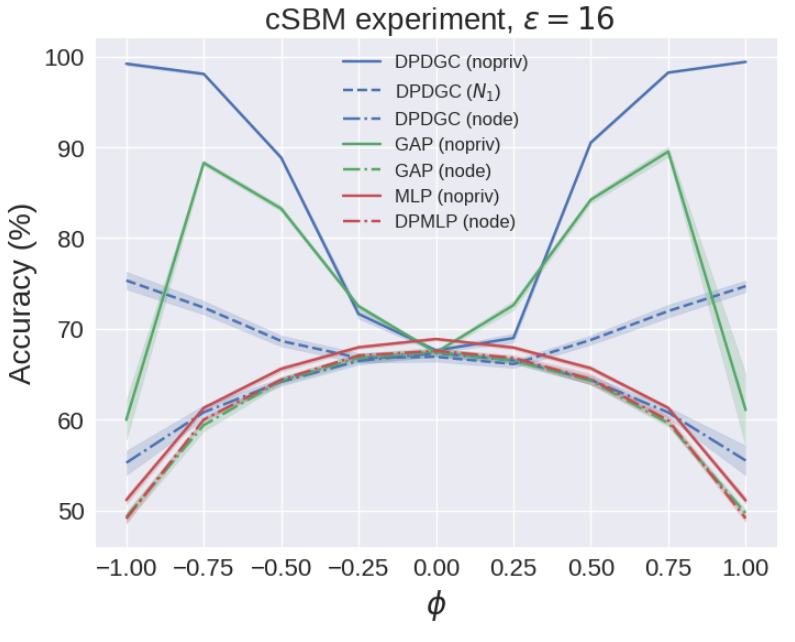 cSBM experiment, ε = 16
Accuracy (%)
100
90
80
70
60
50
DPDGC (nopriv)
DPDGC (N₁)
DPDGC (node)
GAP (nopriv)
GAP (node)
MLP (nopriv)
DPMLP (node)
−1.00 −0.75 −0.50 −0.25 0.00 0.25 0.50 0.75 1.00
ϕ